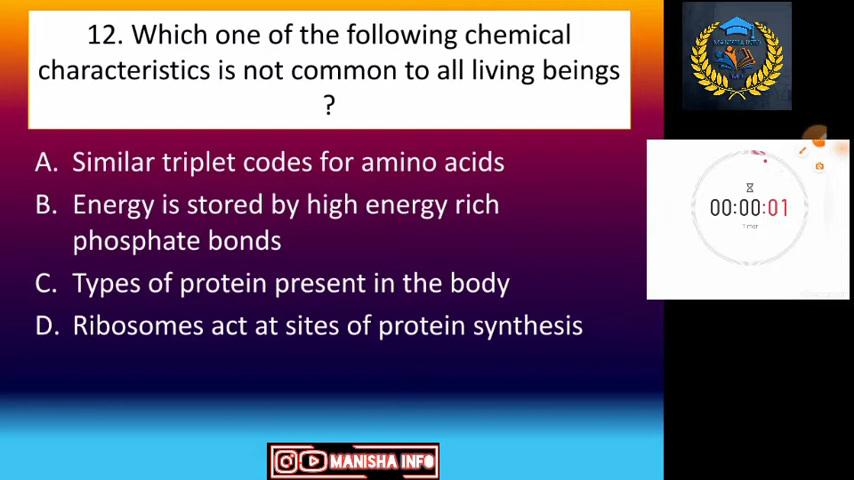 12. Which one of the following chemical
characteristics is not common to all living beings
?
A. Similar triplet codes for amino acids
B. Energy is stored by high energy rich
phosphate bonds
C. Types of protein present in the body
D. Ribosomes act at sites of protein synthesis
MANISHA INFO
00:00:01
MANISHA INFO